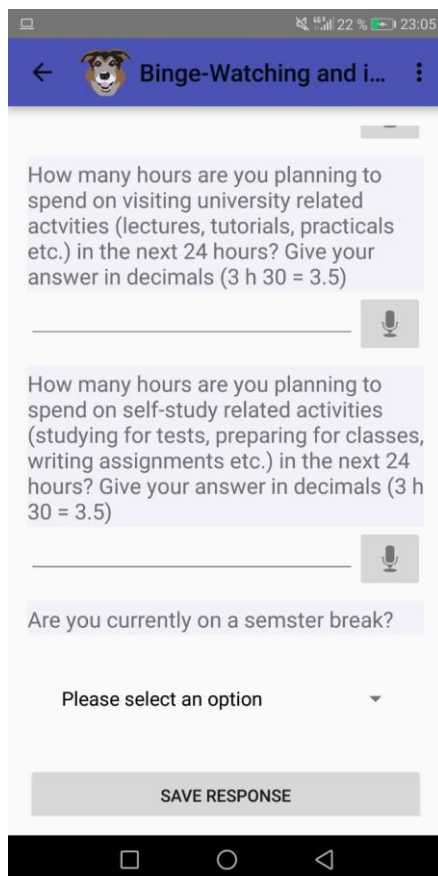 22 % 23:05
Binge-Watching and i...
How many hours are you planning to
spend on visiting university related
actvities (lectures, tutorials, practicals
etc.) in the next 24 hours? Give your
answer in decimals (3 h 30 = 3.5)
How many hours are you planning to
spend on self-study related activities
(studying for tests, preparing for classes,
writing assignments etc.) in the next 24
hours? Give your answer in decimals (3 h
30 = 3.5)
Are you currently on a semster break?
Please select an option
SAVE RESPONSE